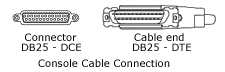 Connector
DB25 - DCE
Cable end
DB25 - DTE
Console Cable Connection